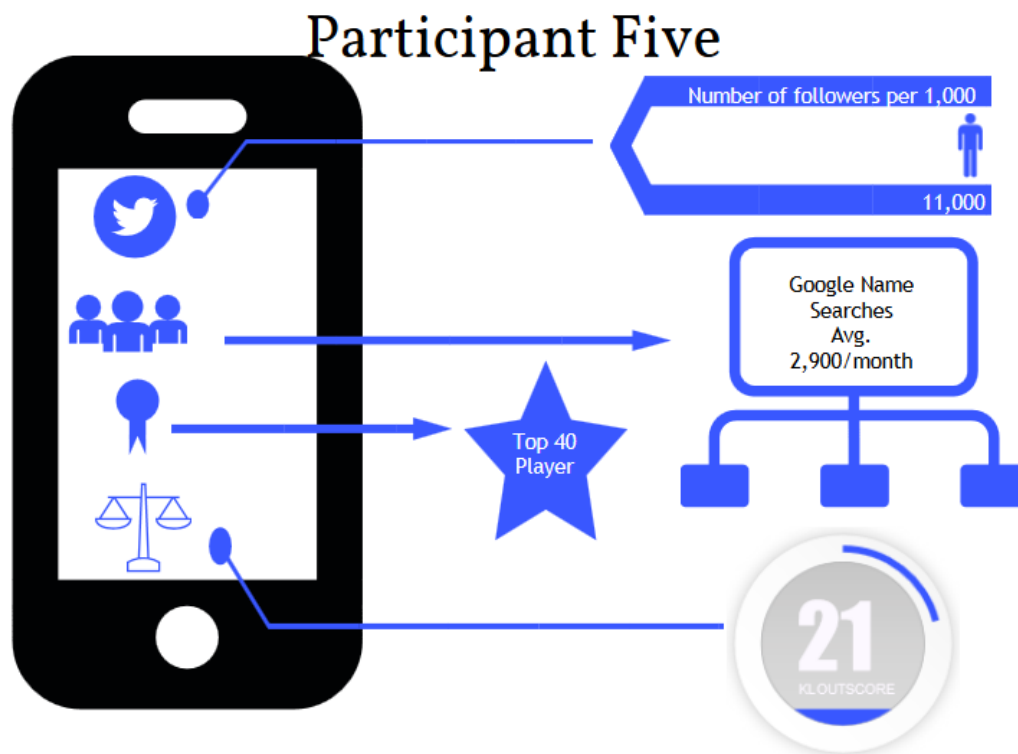 Participant Five
Number of followers per 1,000
11,000
Google Name
Searches
Avg.
2,900/month
Top 40
Player
21
KLOUTSCORE